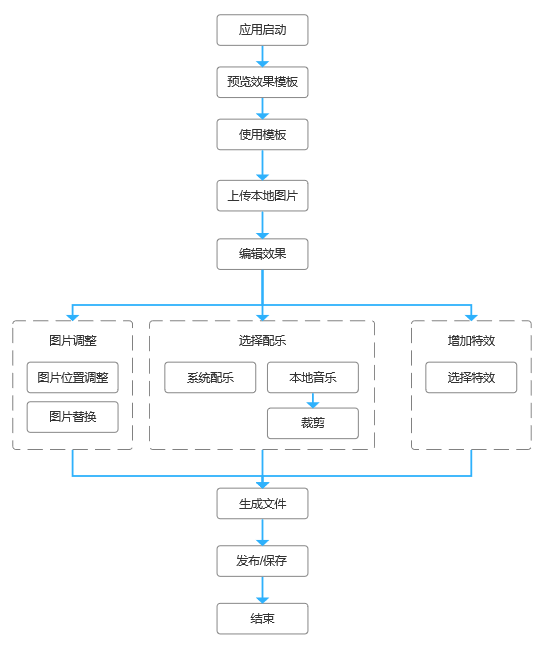 应用启动
预览效果模板
使用模板
上传本地图片
编辑效果
图片调整
图片位置调整
图片替换
选择配乐
系统配乐
本地音乐
裁剪
增加特效
选择特效
生成文件
发布/保存
结束